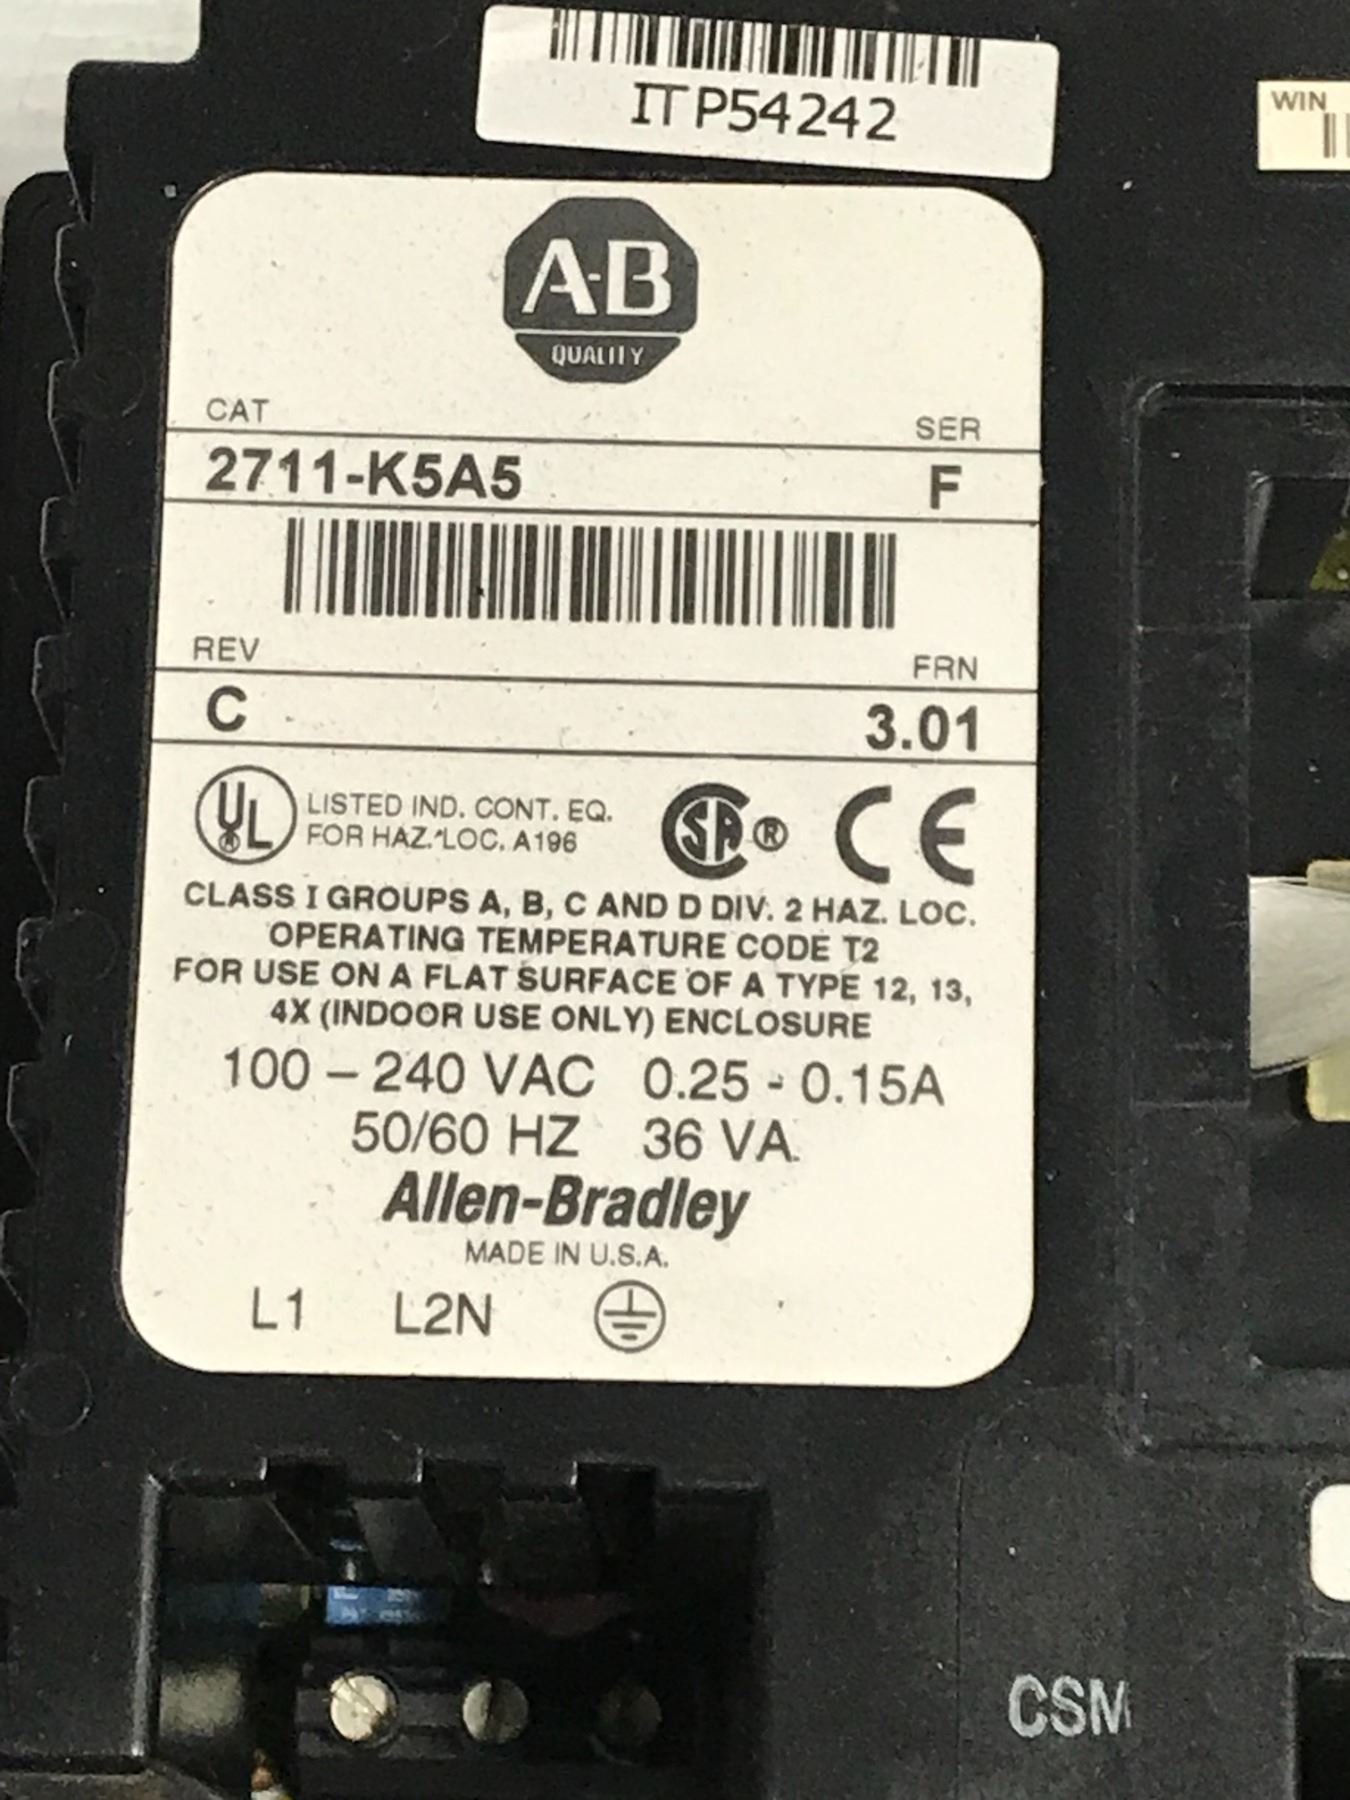 ITP54242
WIN
A-B
QUALITY
CAT
SER
2711-K5A5
F
REV
FRN
C
3.01
UL® LISTED IND. CONT. EQ.
FOR HAZ. LOC. A196
SA® CE
CLASS I GROUPS A, B, C AND D DIV. 2 HAZ. LOC.
OPERATING TEMPERATURE CODE T2
FOR USE ON A FLAT SURFACE OF A TYPE 12, 13,
4X (INDOOR USE ONLY) ENCLOSURE
100 – 240 VAC 0.25 - 0.15A
50/60 HZ 36 VA.
Allen-Bradley
MADE IN U.S.A.
L1 L2N
CSM